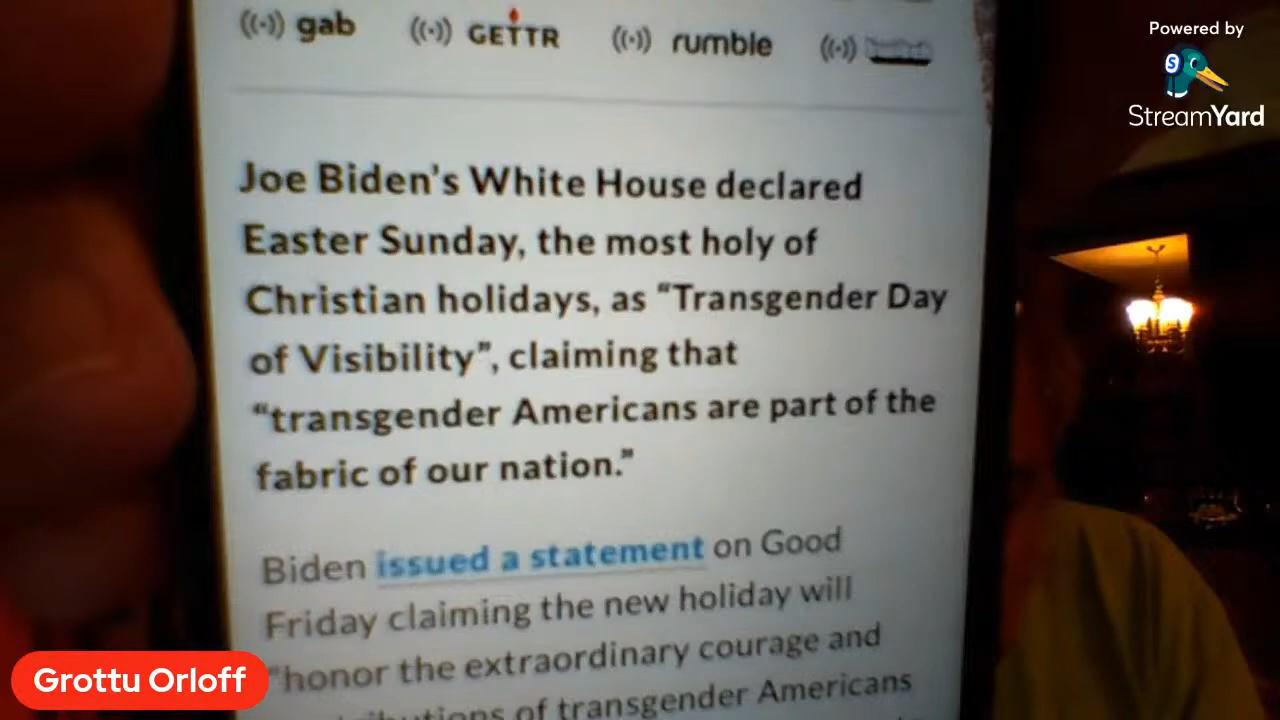 gab GETTR rumble
Powered by
StreamYard
Joe Biden's White House declared
Easter Sunday, the most holy of
Christian holidays, as “Transgender Day
of Visibility”, claiming that
“transgender Americans are part of the
fabric of our nation.”
Biden issued a statement on Good
Friday claiming the new holiday will
“honor the extraordinary courage and
of transgender Americans
Grottu Orloff